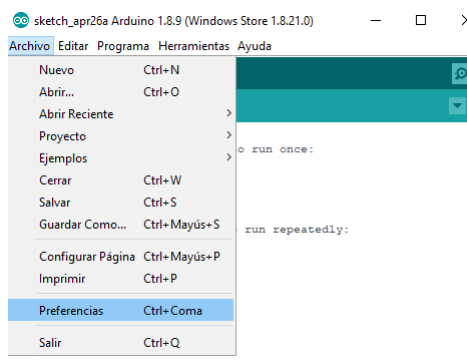 sketch_apr26a Arduino 1.8.9 (Windows Store 1.8.21.0)
Archivo Editar Programa Herramientas Ayuda
Nuevo Ctrl+N
Abrir... Ctrl+O
Abrir Reciente
Proyecto
Ejemplos
o run once:
Cerrar Ctrl+W
Salvar Ctrl+S
Guardar Como... Ctrl+Mayús+S
run repeatedly:
Configurar Página Ctrl+Mayús+P
Imprimir Ctrl+P
Preferencias Ctrl+Coma
Salir Ctrl+Q